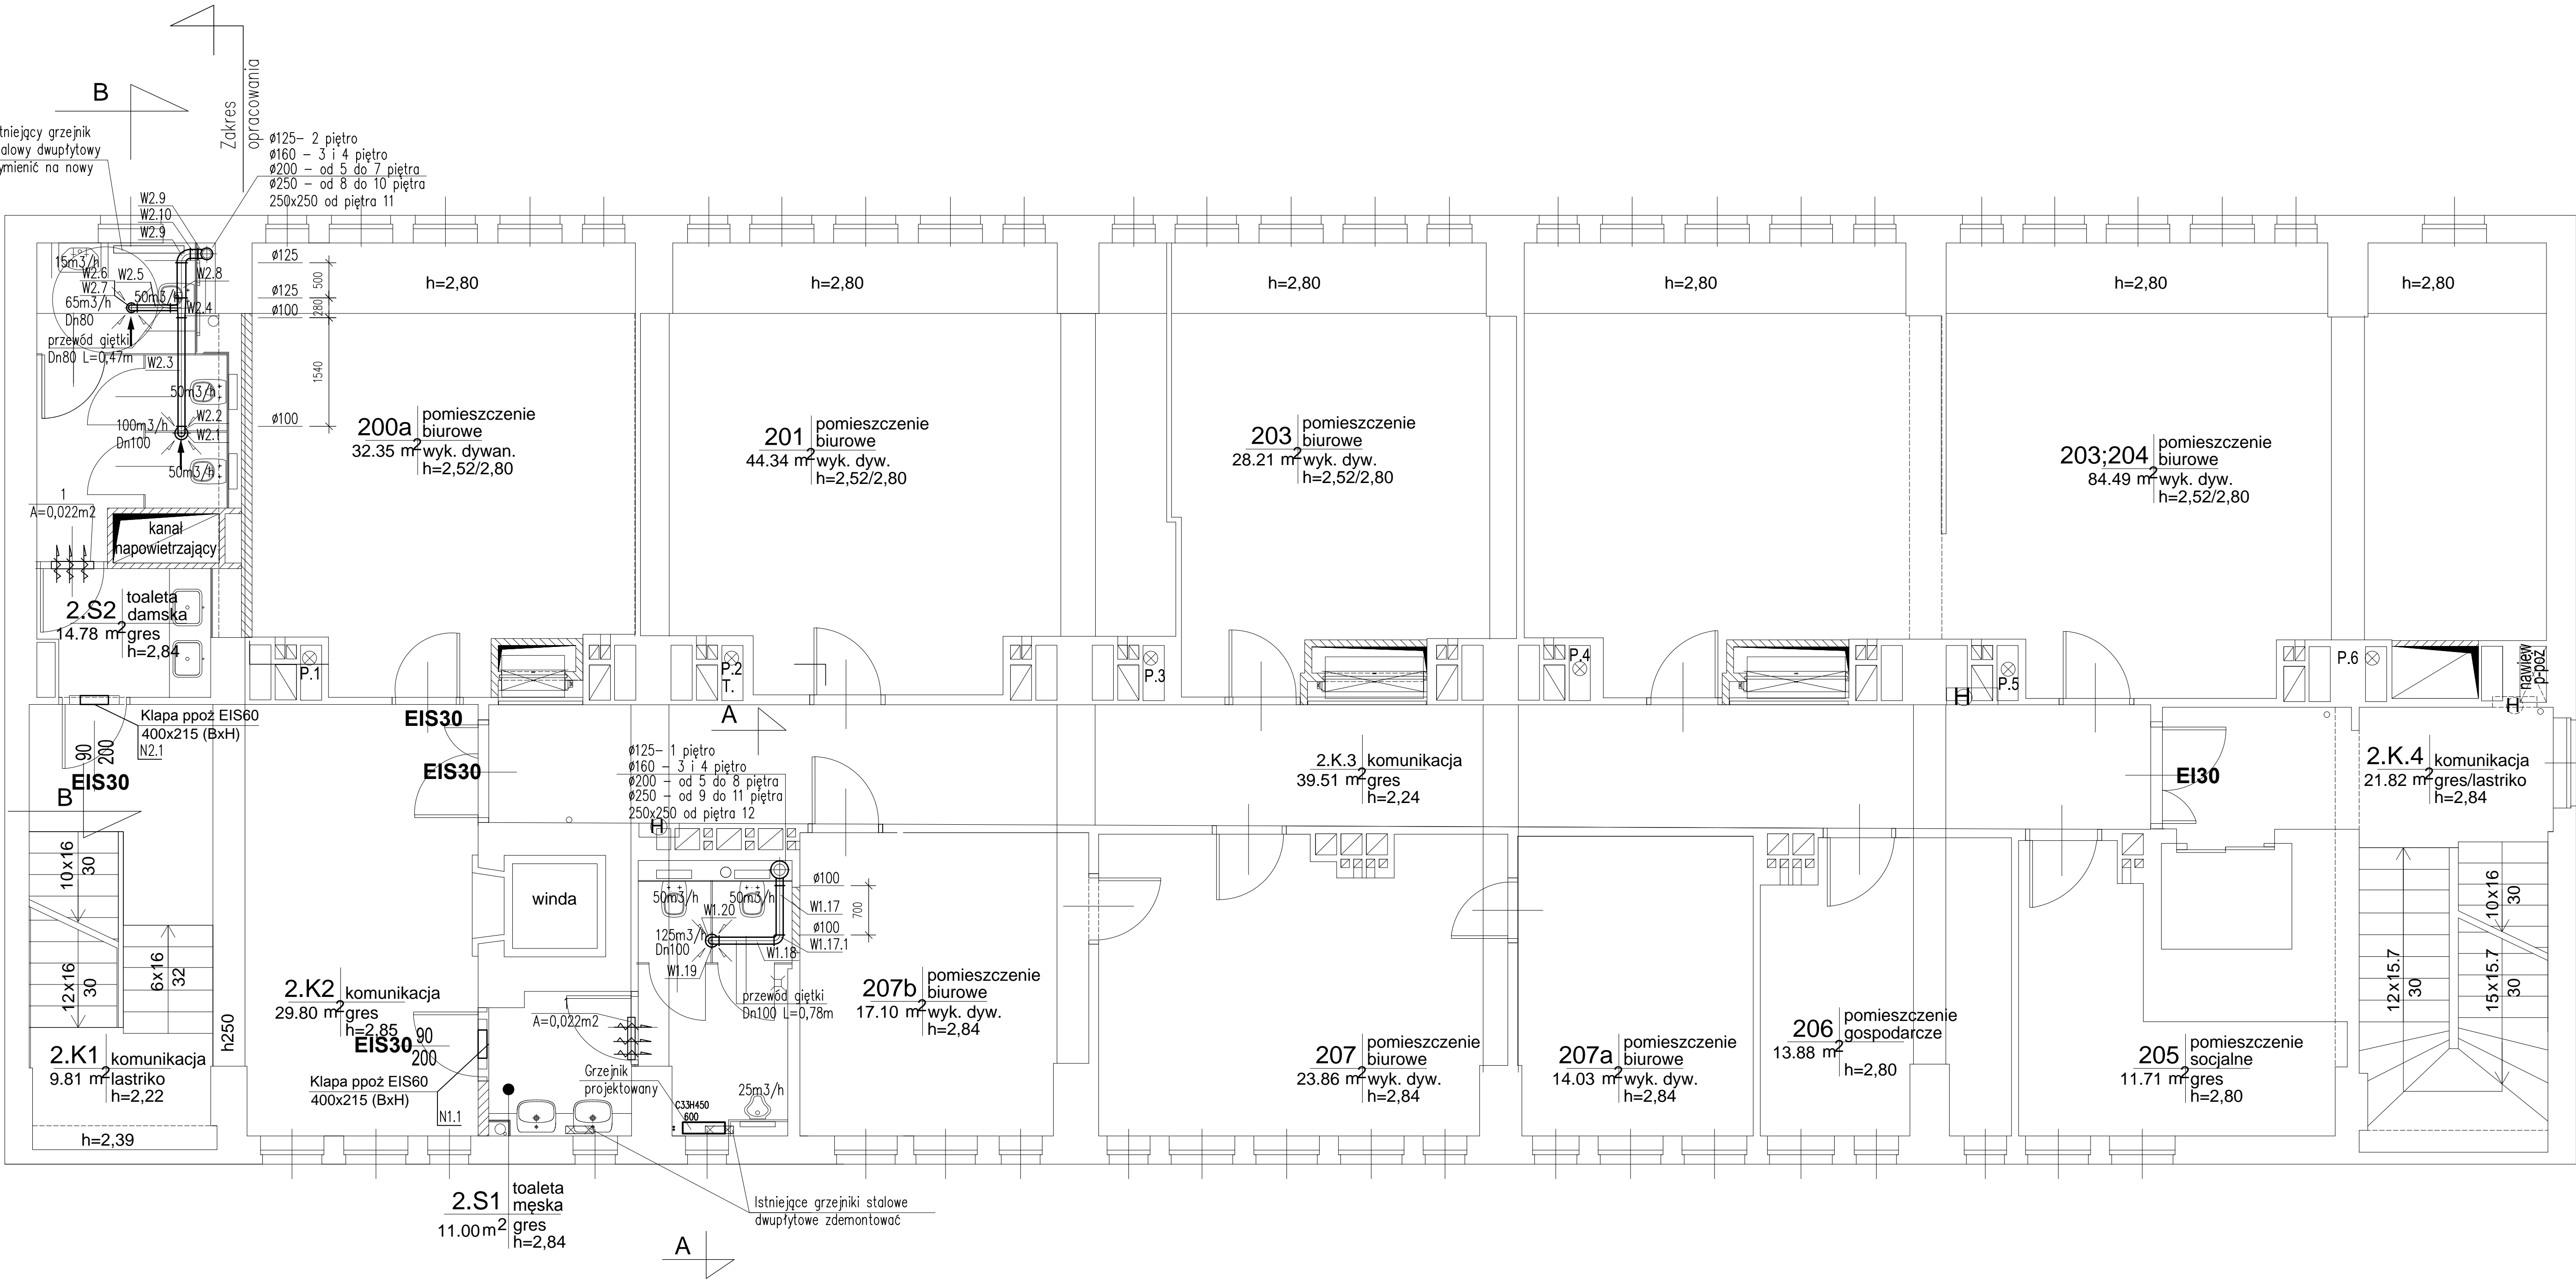 B
Zakres
opracowania
tniejący grzejnik
alowy dwupłytowy
ymienić na nowy
ø125- 2 piętro
ø160 - 3 i 4 piętro
ø200 - od 5 do 7 piętra
ø250 - od 8 do 10 piętra
250x250 od piętra 11
W2.9
W2.10
W2.9
15m3/h
W2.6
W2.5
W2.8
W2.7
50m3/h
65m3/h
W2.4
Dn80
przewód giętki
Dn80 L=0,47m
W2.3
50m3/h
W2.2
100m3/h
W2.1
Dn100
50m3/h
ø125
500
ø125
280
ø100
1540
ø100
h=2,80
h=2,80
h=2,80
h=2,80
h=2,80
h=2,80
200a pomieszczenie
biurowe
32.35 m2 wyk. dywan.
h=2,52/2,80
201 pomieszczenie
biurowe
44.34 m2 wyk. dyw.
h=2,52/2,80
203 pomieszczenie
biurowe
28.21 m2 wyk. dyw.
h=2,52/2,80
203;204 pomieszczenie
biurowe
84.49 m2 wyk. dyw.
h=2,52/2,80
1
A=0,022m2
kanał
napowietrzający
2.S2 toaleta
damska
14.78 m2 gres
h=2,84
P.1
P.2
T.
P.3
P.4
P.5
P.6
nawiew
p-poż
H
H
Klapa ppoż EIS60
400x215 (BxH)
N2.1
90
200
EIS30
B
EIS30
EIS30
A
ø125- 1 piętro
ø160 - 3 i 4 piętro
ø200 - od 5 do 8 piętra
ø250 - od 9 do 11 piętra
250x250 od piętra 12
H
2.K.3 komunikacja
39.51 m2 gres
h=2,24
EI30
2.K.4 komunikacja
21.82 m2 gres/lastriko
h=2,84
10x16
30
12x16
30
6x16
32
h250
2.K1 komunikacja
9.81 m2 lastriko
h=2,22
h=2,39
2.K2 komunikacja
29.80 m2 gres
h=2,85
EIS30
90
200
Klapa ppoż EIS60
400x215 (BxH)
N1.1
winda
50m3/h
50m3/h
W1.20
125m3/h
Dn100
W1.19
W1.18
ø100
W1.17
700
ø100
W1.17.1
przewód giętki
Dn100 L=0,78m
A=0,022m2
Grzejnik
projektowany
C33H450
600
25m3/h
207b pomieszczenie
biurowe
17.10 m2 wyk. dyw.
h=2,84
207 pomieszczenie
biurowe
23.86 m2 wyk. dyw.
h=2,84
207a pomieszczenie
biurowe
14.03 m2 wyk. dyw.
h=2,84
206 pomieszczenie
gospodarcze
13.88 m2
h=2,80
205 pomieszczenie
socjalne
11.71 m2 gres
h=2,80
12x15.7
30
10x16
30
15x15.7
30
2.S1 toaleta
męska
11.00 m2 gres
h=2,84
Istniejące grzejniki stalowe
dwupłytowe zdemontować
A